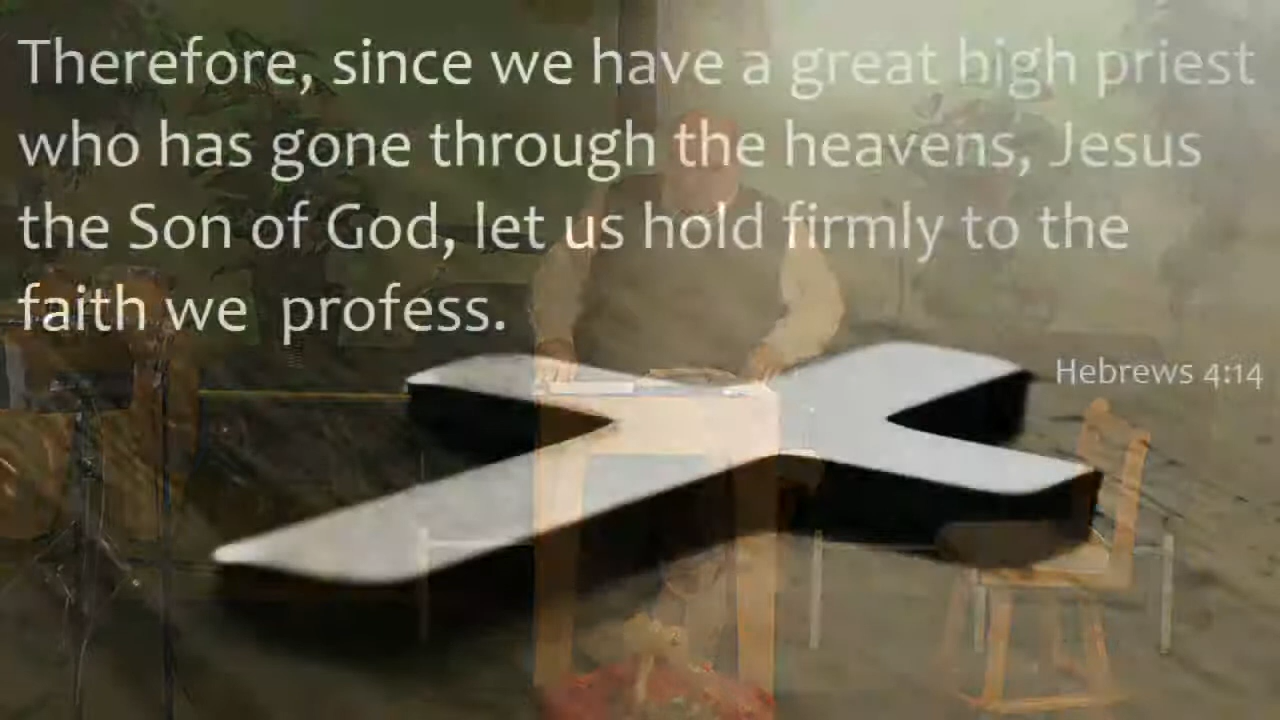 Therefore, since we have a great high priest
who has gone through the heavens, Jesus
the Son of God, let us hold firmly to the
faith we  profess.
Hebrews 4:14